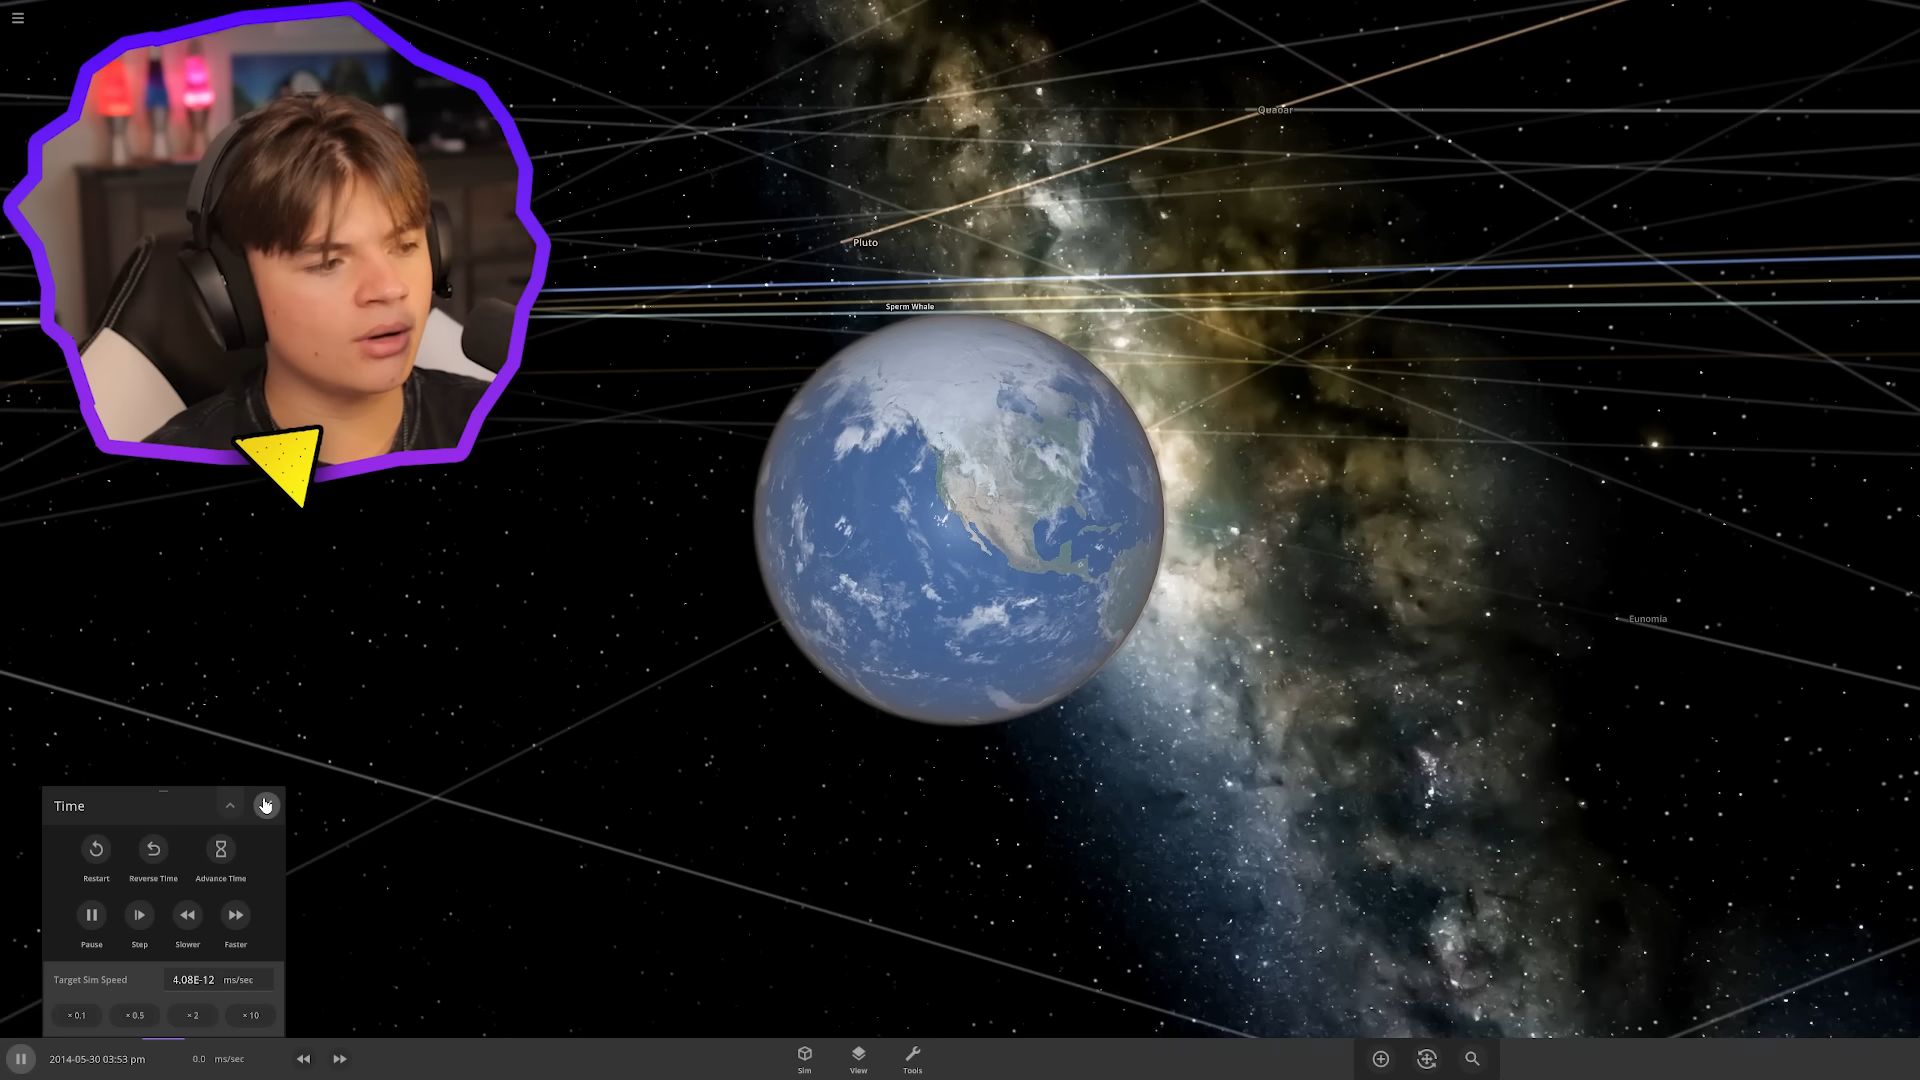 Quaoar
Pluto
Sperm Whale
Eunomia
Time
Restart
Reverse Time
Advance Time
Pause
Step
Slower
Faster
Target Sim Speed
4.08E-12 ms/sec
× 0.1
× 0.5
× 2
× 10
2014-05-30 03:53 pm
0.0 ms/sec
Sim
View
Tools